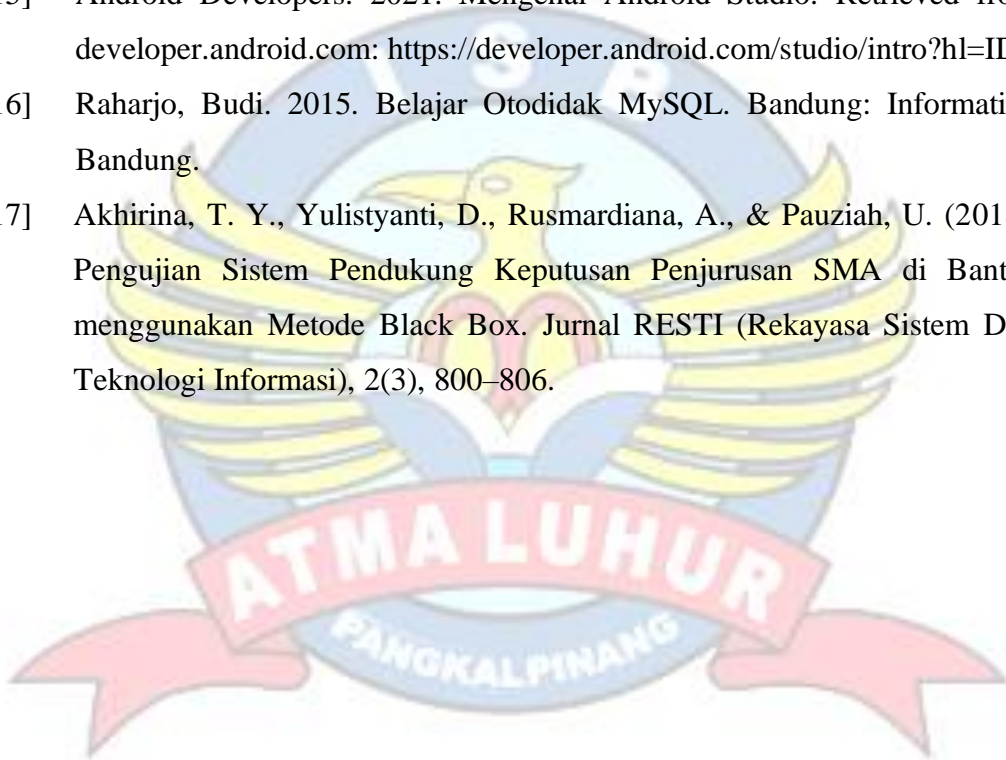 15] Android Developers. 2021. Mengenal Android Studio. Retrieved fro
developer.android.com: https://developer.android.com/studio/intro?hl=ID
16] Raharjo, Budi. 2015. Belajar Otodidak MySQL. Bandung: Informati
Bandung.
17] Akhirina, T. Y., Yulistyanti, D., Rusmardiana, A., & Pauziah, U. (201
Pengujian Sistem Pendukung Keputusan Penjurusan SMA di Bant
menggunakan Metode Black Box. Jurnal RESTI (Rekayasa Sistem D
Teknologi Informasi), 2(3), 800–806.
I S B
ATMA LUHUR
PANGKALPINANG